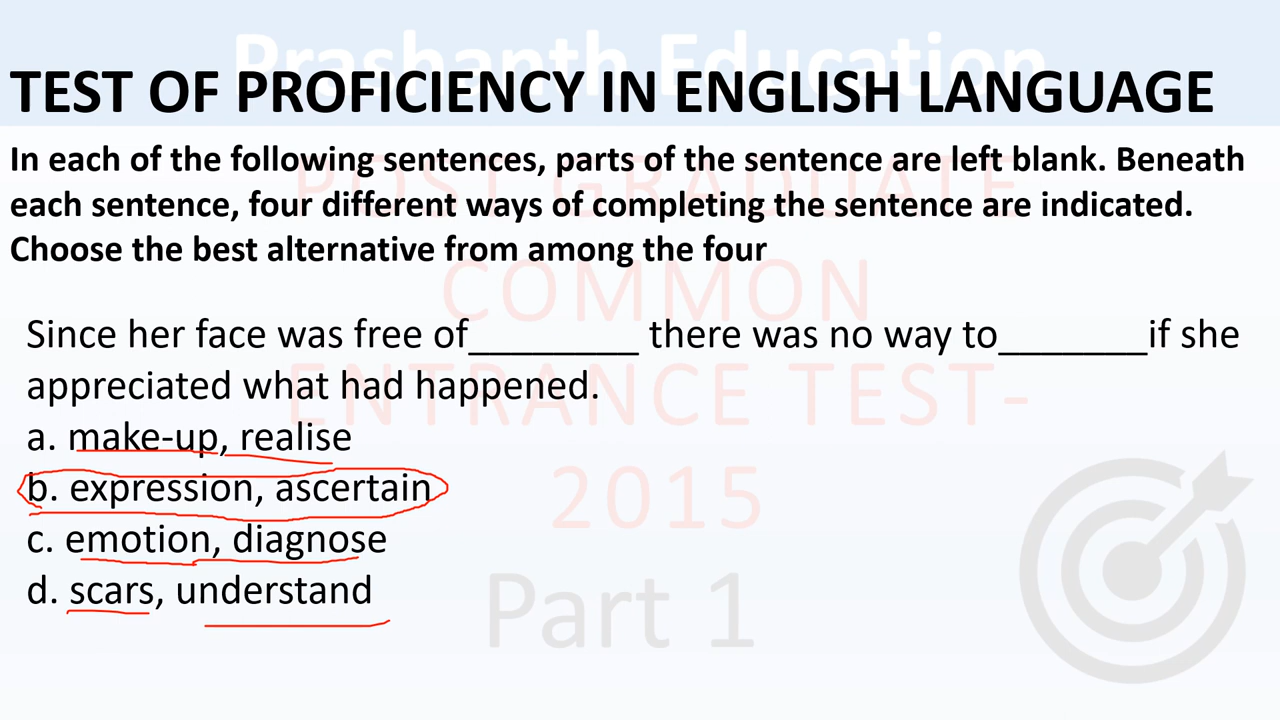 Prashanth Education
TEST OF PROFICIENCY IN ENGLISH LANGUAGE
In each of the following sentences, parts of the sentence are left blank. Beneath
each sentence, four different ways of completing the sentence are indicated.
Choose the best alternative from among the four
POST GRADUATE
COMMON
ENTRANCE TEST-
2015
Part 1
Since her face was free of________ there was no way to_______if she
appreciated what had happened.
a. make-up, realise
b. expression, ascertain
c. emotion, diagnose
d. scars, understand